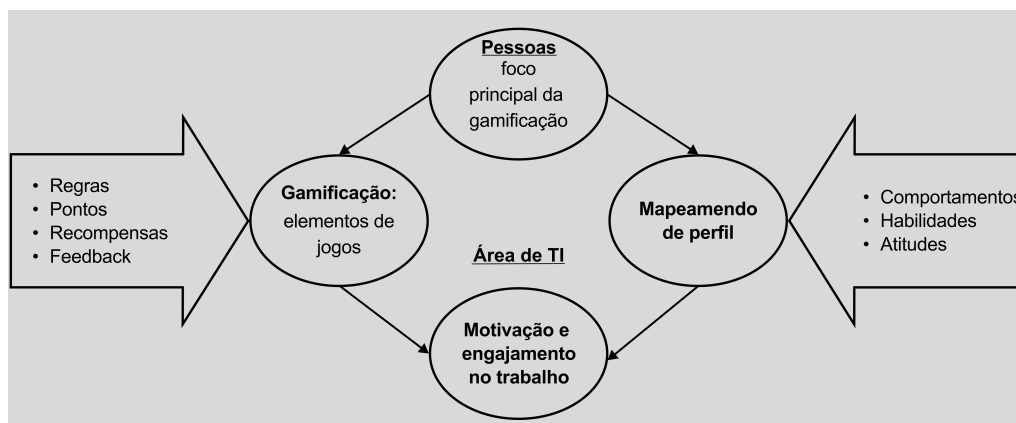 Pessoas
foco
principal da
gamificação
• Regras
• Pontos
• Recompensas
• Feedback
Gamificação:
elementos de
jogos
Mapeamendo
de perfil
• Comportamentos
• Habilidades
• Atitudes
Área de TI
Motivação e
engajamento
no trabalho